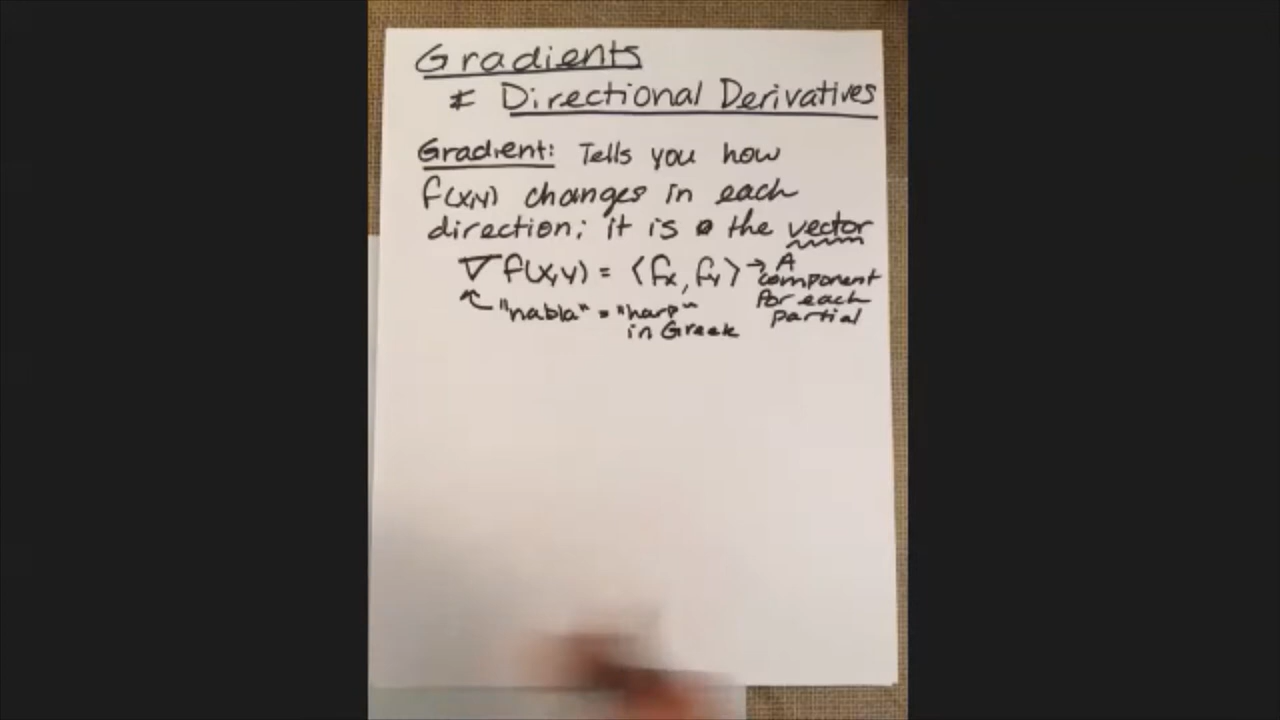 Gradients
& Directional Derivatives
Gradient: Tells you how
f(x,y) changes in each
direction; it is the vector
∇f(x,y) = ⟨fx, fy⟩ → A
component
for each
partial
"nabla" = "harp"
in Greek